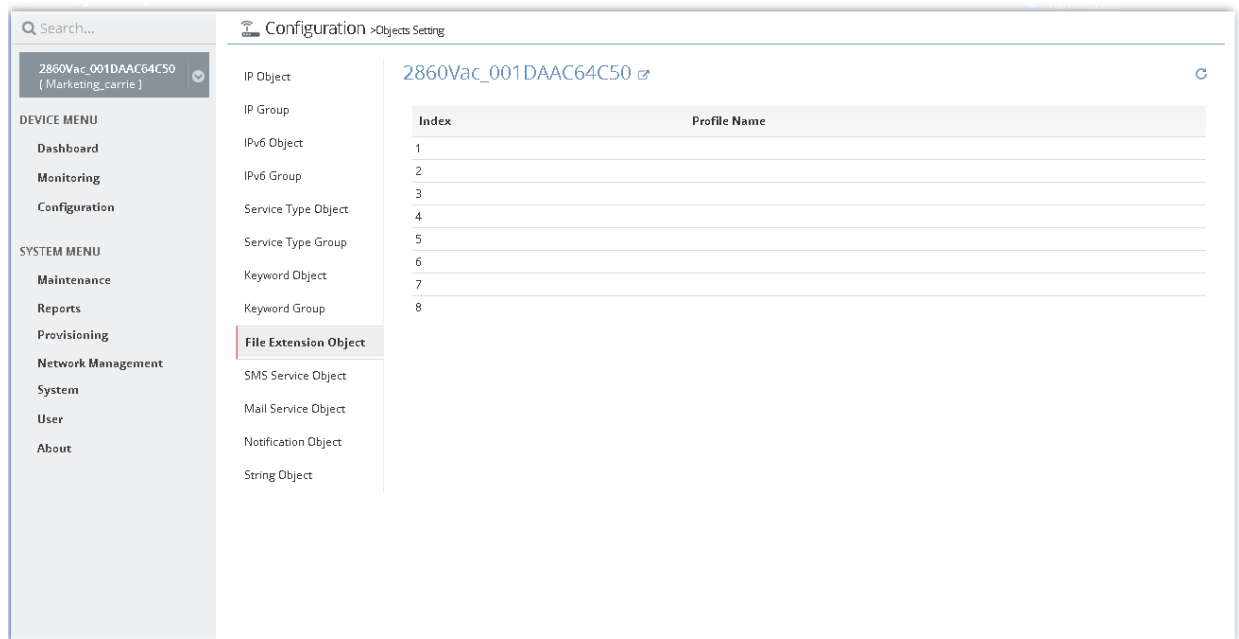 Search...
Configuration >Objects Setting
2860Vac_001DAAC64C50
( Marketing_carrie )
DEVICE MENU
Dashboard
Monitoring
Configuration
SYSTEM MENU
Maintenance
Reports
Provisioning
Network Management
System
User
About
IP Object
IP Group
IPv6 Object
IPv6 Group
Service Type Object
Service Type Group
Keyword Object
Keyword Group
File Extension Object
SMS Service Object
Mail Service Object
Notification Object
String Object
2860Vac_001DAAC64C50
Index Profile Name
1
2
3
4
5
6
7
8